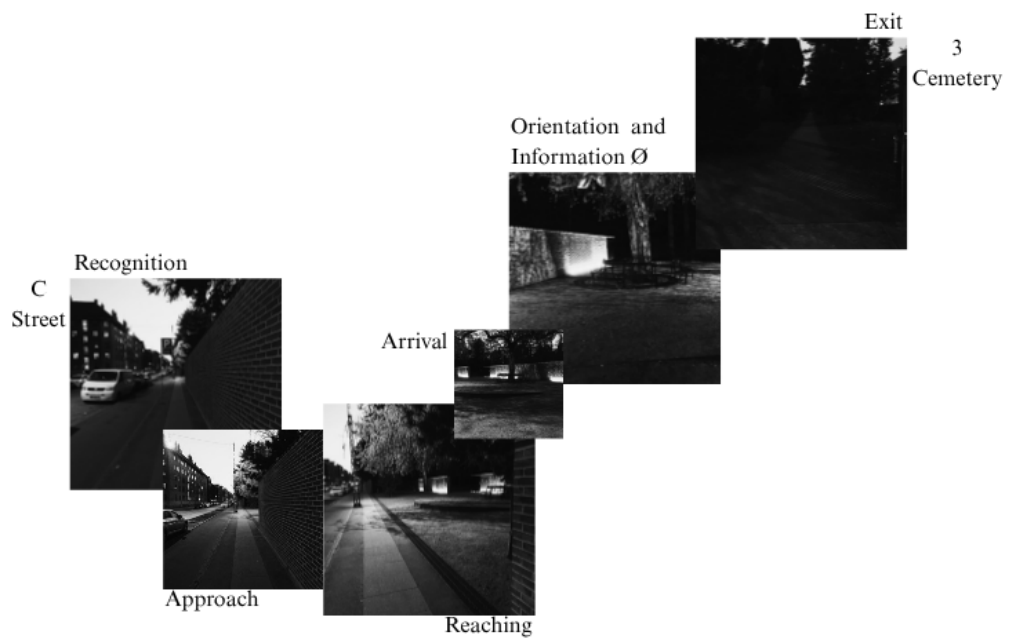 Exit
3
Cemetery
Orientation and
Information Ø
Recognition
C
Street
Arrival
Approach
Reaching